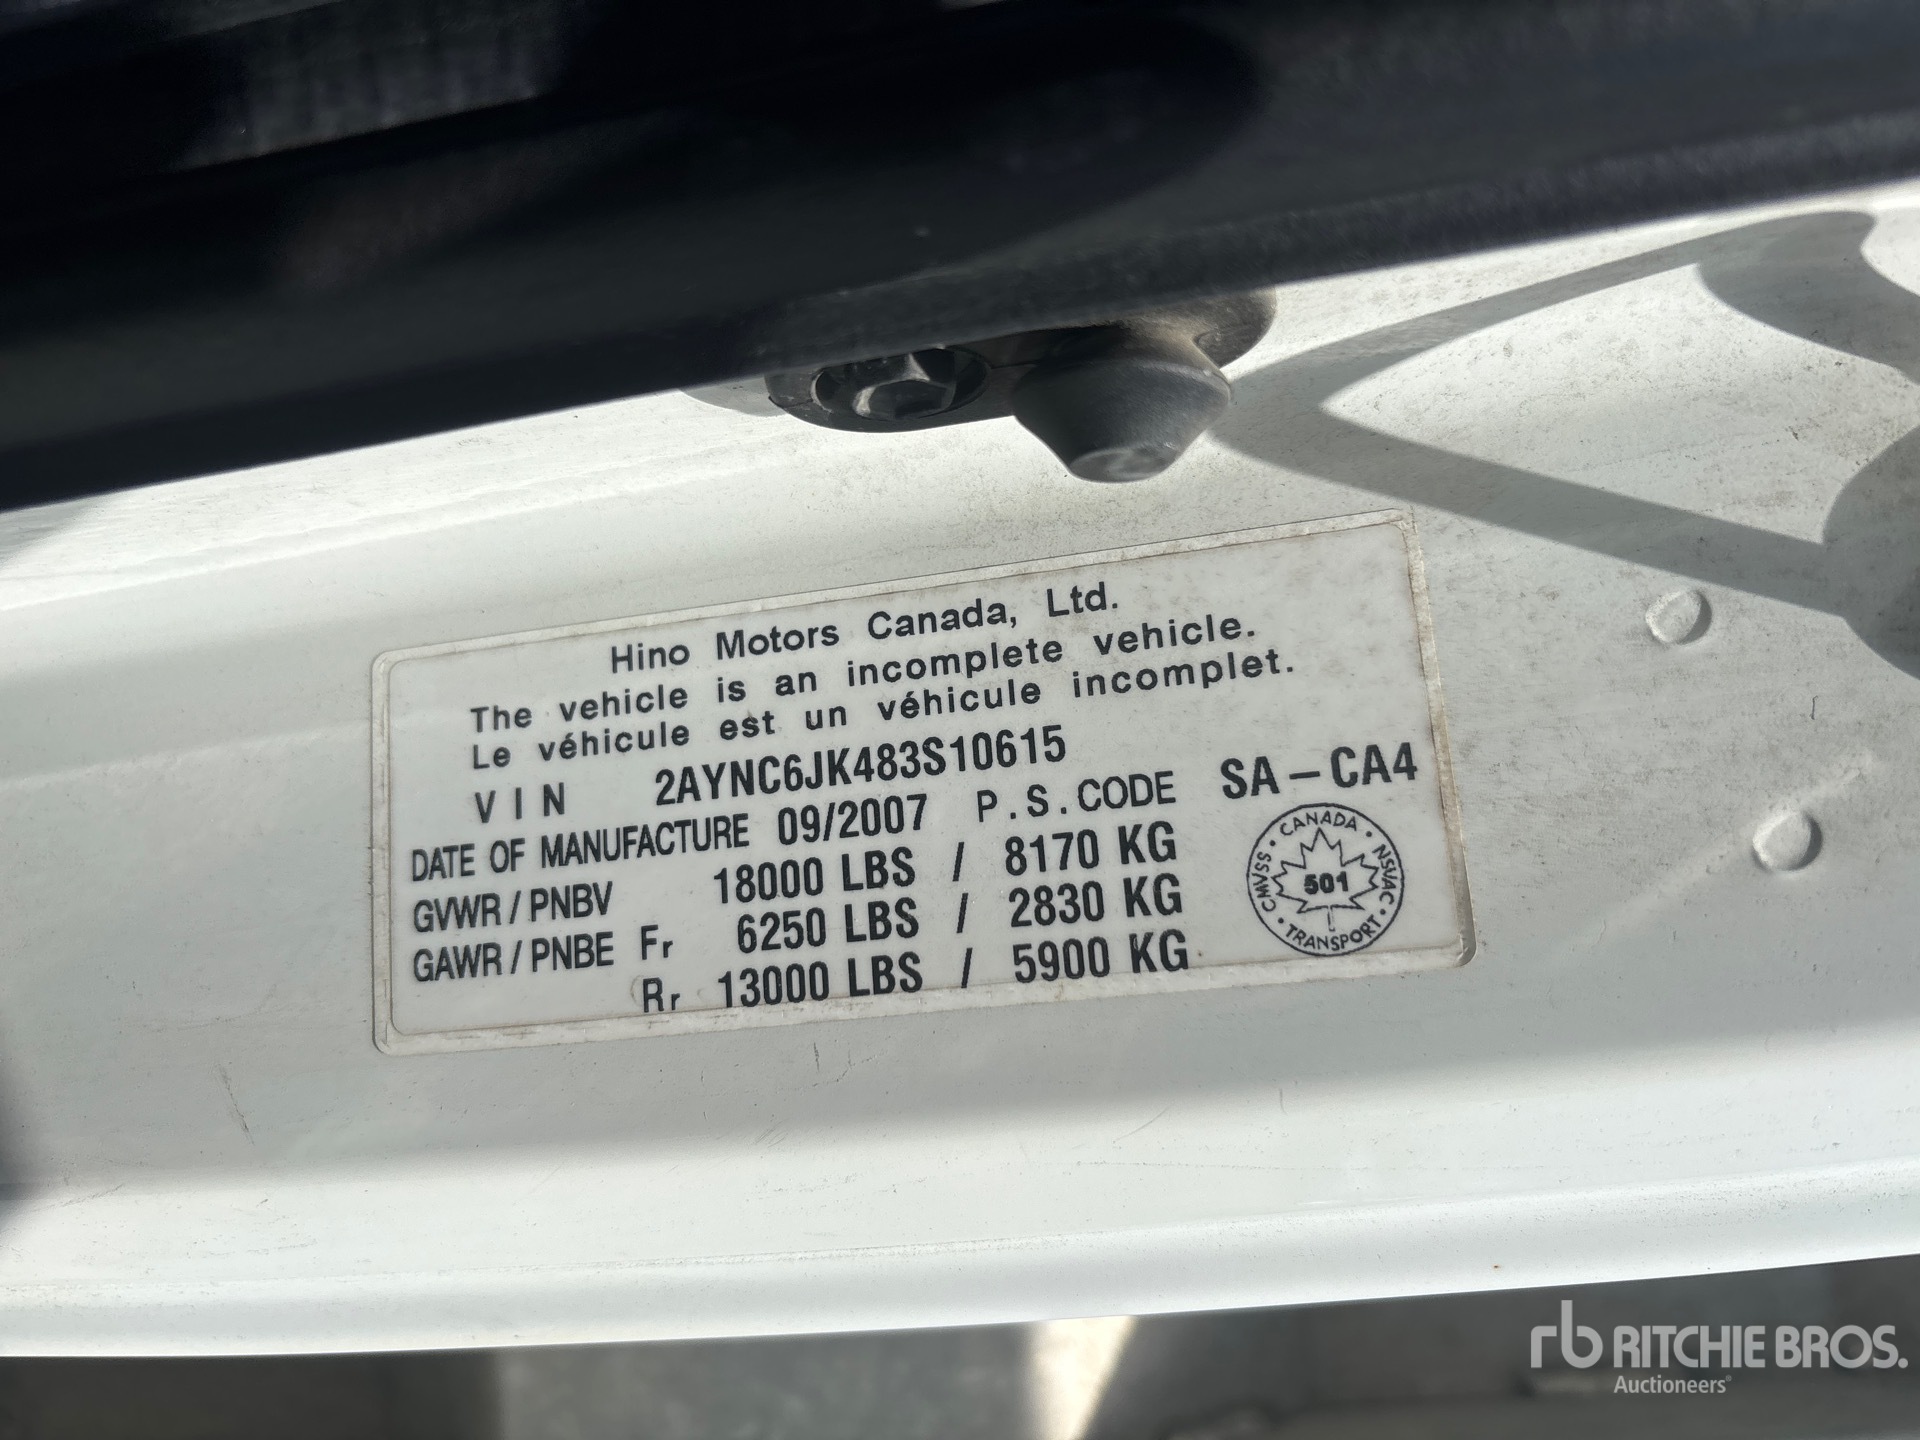 Hino Motors Canada, Ltd.
The vehicle is an incomplete vehicle.
Le véhicule est un véhicule incomplet.
VIN 2AYNC6JK483S10615
DATE OF MANUFACTURE 09/2007 P.S.CODE SA-CA4
GVWR / PNBV 18000 LBS / 8170 KG
GAWR / PNBE Fr 6250 LBS / 2830 KG
Rr 13000 LBS / 5900 KG
CANADA
CMVSS · NSVAC
501
TRANSPORT
rb RITCHIE BROS.
Auctioneers®